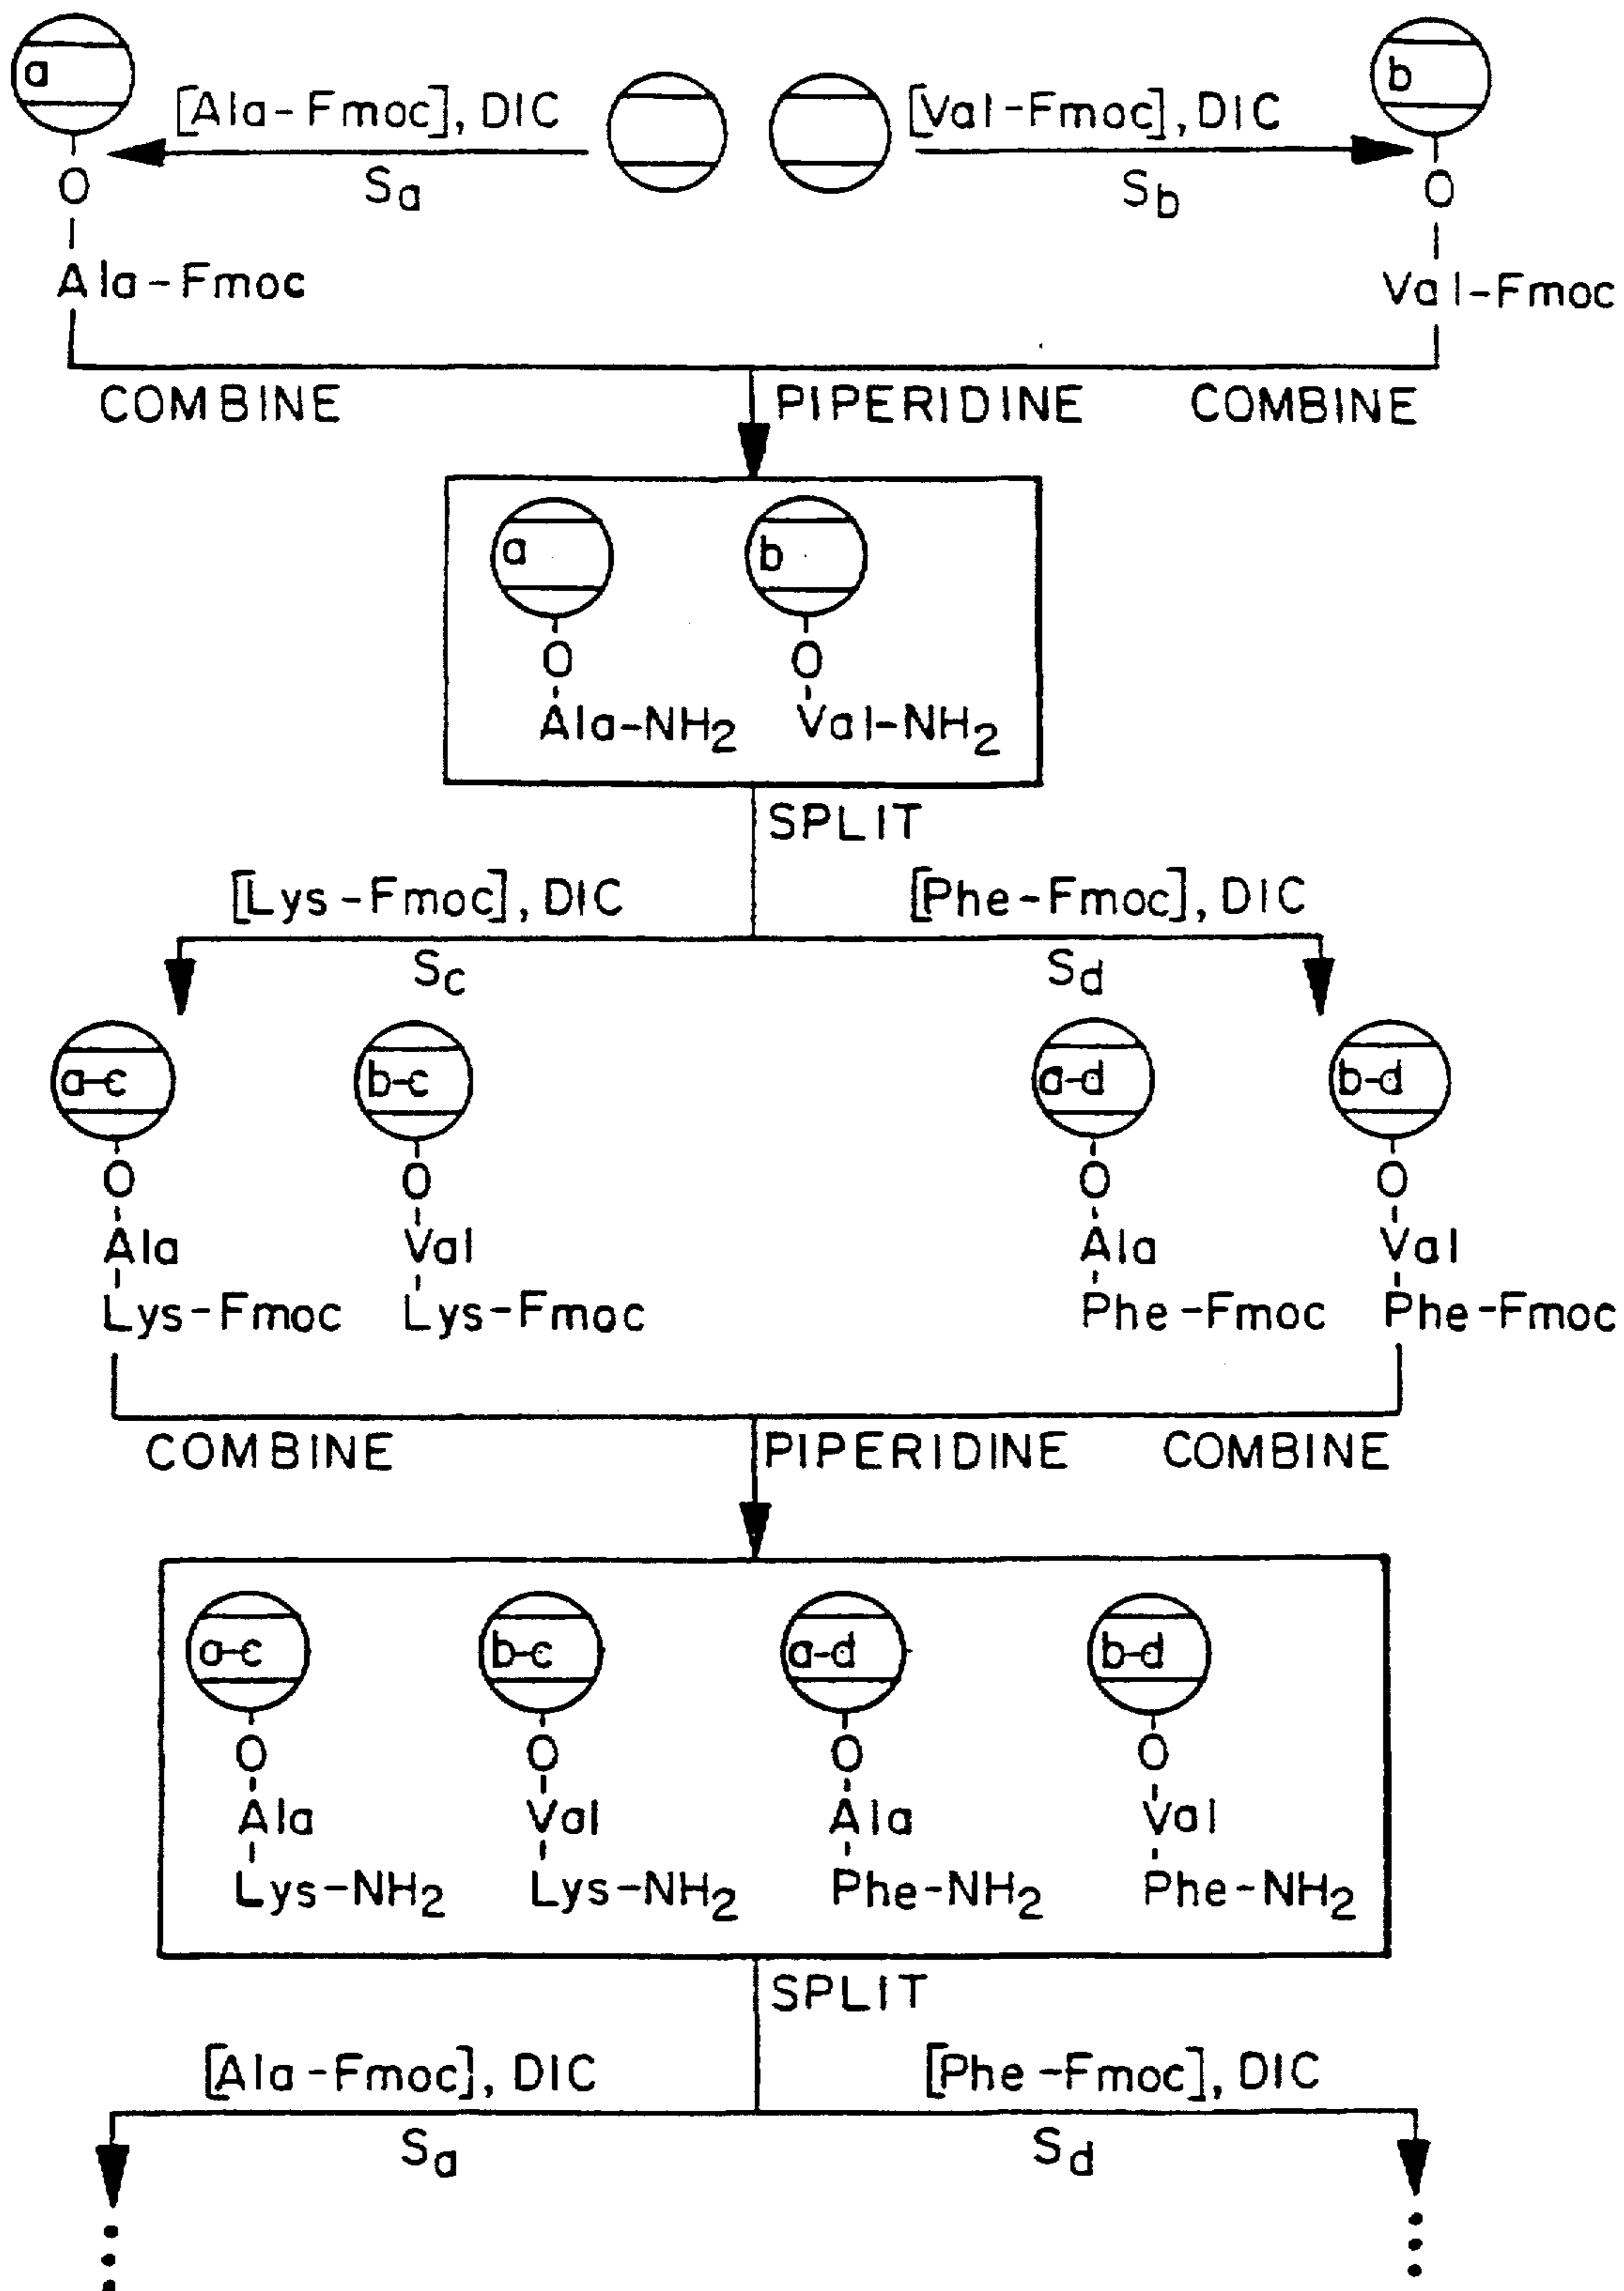 a [Ala-Fmoc], DIC [Val-Fmoc], DIC b
Sa Sb
O O
Ala-Fmoc Val-Fmoc
COMBINE PIPERIDINE COMBINE
a b
O O
Ala-NH2 Val-NH2
SPLIT
[Lys-Fmoc], DIC [Phe-Fmoc], DIC
Sc Sd
a-c b-c a-d b-d
O O O O
Ala Val Ala Val
Lys-Fmoc Lys-Fmoc Phe-Fmoc Phe-Fmoc
COMBINE PIPERIDINE COMBINE
a-c b-c a-d b-d
O O O O
Ala Val Ala Val
Lys-NH2 Lys-NH2 Phe-NH2 Phe-NH2
SPLIT
[Ala-Fmoc], DIC [Phe-Fmoc], DIC
Sa Sd